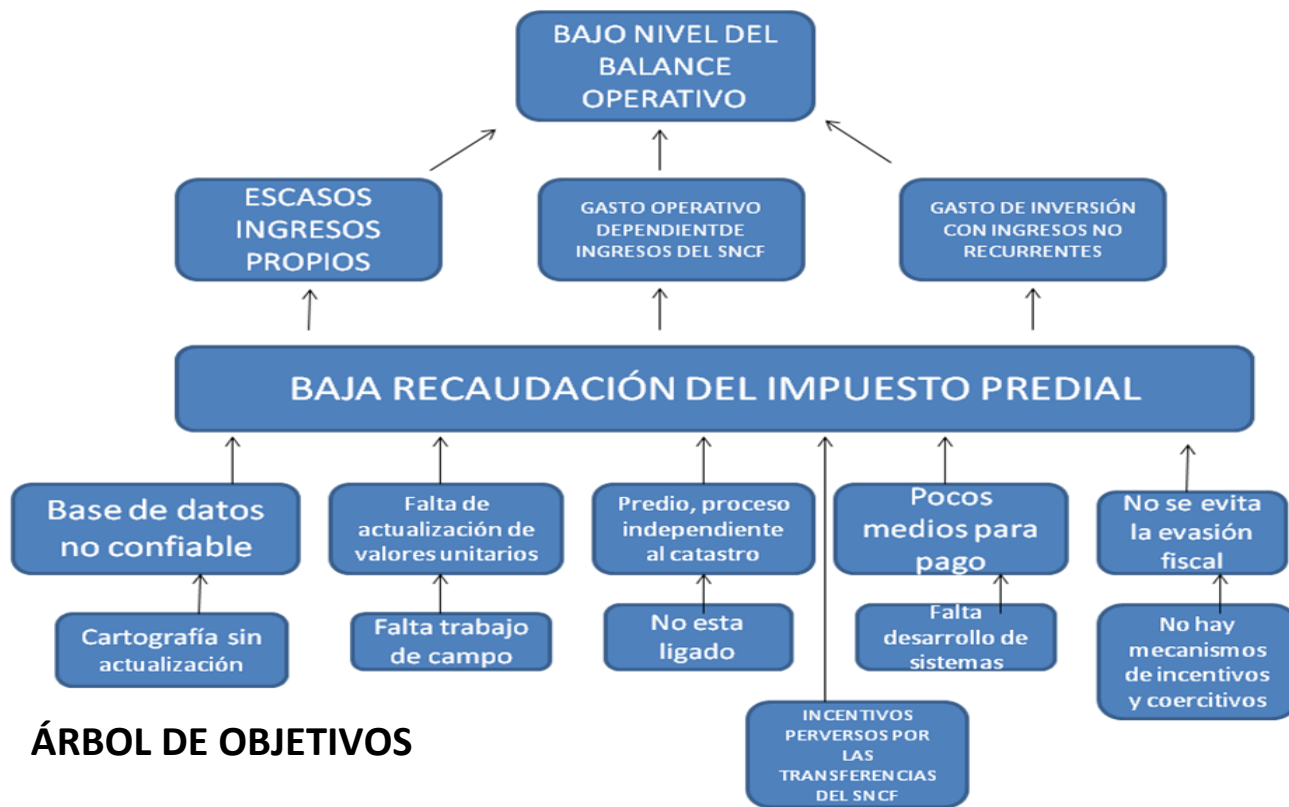 BAJO NIVEL DEL
BALANCE
OPERATIVO
ESCASOS
INGRESOS
PROPIOS
GASTO OPERATIVO
DEPENDIENTDE
INGRESOS DEL SNCF
GASTO DE INVERSIÓN
CON INGRESOS NO
RECURRENTES
BAJA RECAUDACIÓN DEL IMPUESTO PREDIAL
Base de datos
no confiable
Falta de
actualización de
valores unitarios
Predio, proceso
independiente
al catastro
Pocos
medios para
pago
No se evita
la evasión
fiscal
Cartografía sin
actualización
Falta trabajo
de campo
No esta
ligado
Falta
desarrollo de
sistemas
No hay
mecanismos
de incentivos
y coercitivos
INCENTIVOS
PERVERSOS POR
LAS
TRANSFERENCIAS
DEL SNCF
ÁRBOL DE OBJETIVOS